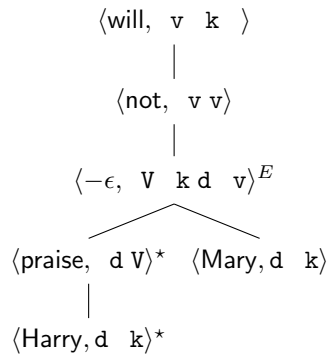 ⟨will, v k ⟩
⟨not, v v⟩
⟨-ϵ, V k d v⟩ᴱ
⟨praise, d V⟩⋆ ⟨Mary, d k⟩
⟨Harry, d k⟩⋆